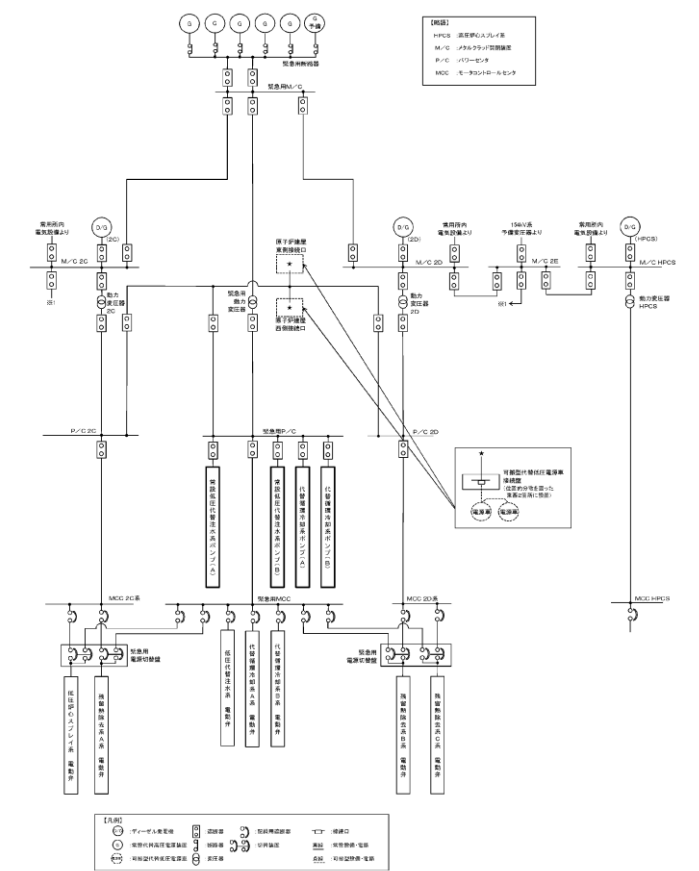 G G G G G G
予備
緊急用断路器
緊急用M/C
【略語】
HPCS :高圧炉心スプレイ系
M/C :メタルクラッド開閉装置
P/C :パワーセンタ
MCC :モータコントロールセンタ
常用所内
電気設備より
D/G
(2C)
M/C 2C
※1
動力
変圧器
2C
原子炉建屋
東側接続口
★
★
原子炉建屋
西側接続口
緊急用
動力
変圧器
D/G
(2D)
M/C 2D
動力
変圧器
2D
常用所内
電気設備より
154kV系
予備変圧器より
M/C 2E
※1
常用所内
電気設備より
D/G
(HPCS)
M/C HPCS
動力変圧器
HPCS
P/C 2C
緊急用P/C
P/C 2D
常設低圧代替注水系ポンプ(A)
常設低圧代替注水系ポンプ(B)
代替循環冷却系ポンプ(A)
代替循環冷却系ポンプ(B)
★
可搬型代替低圧電源車
接続盤
電源車
電源車
MCC 2C系
緊急用MCC
MCC 2D系
MCC HPCS
緊急用
電源切替盤
緊急用
電源切替盤
低圧炉心スプレイ系 電動弁
残留熱除去系A系 電動弁
低圧代替注水系 電動弁
代替循環冷却系A系 電動弁
代替循環冷却系B系 電動弁
残留熱除去系B系 電動弁
残留熱除去系C系 電動弁
【凡例】
D/G :ディーゼル発電機
:遮断器
:配線用遮断器
:接続口
G :常設代替高圧電源装置
:断路器
:切替装置
実線 :常設設備・電路
電源車 :可搬型代替低圧電源車
:変圧器
点線 :可搬型設備・電路